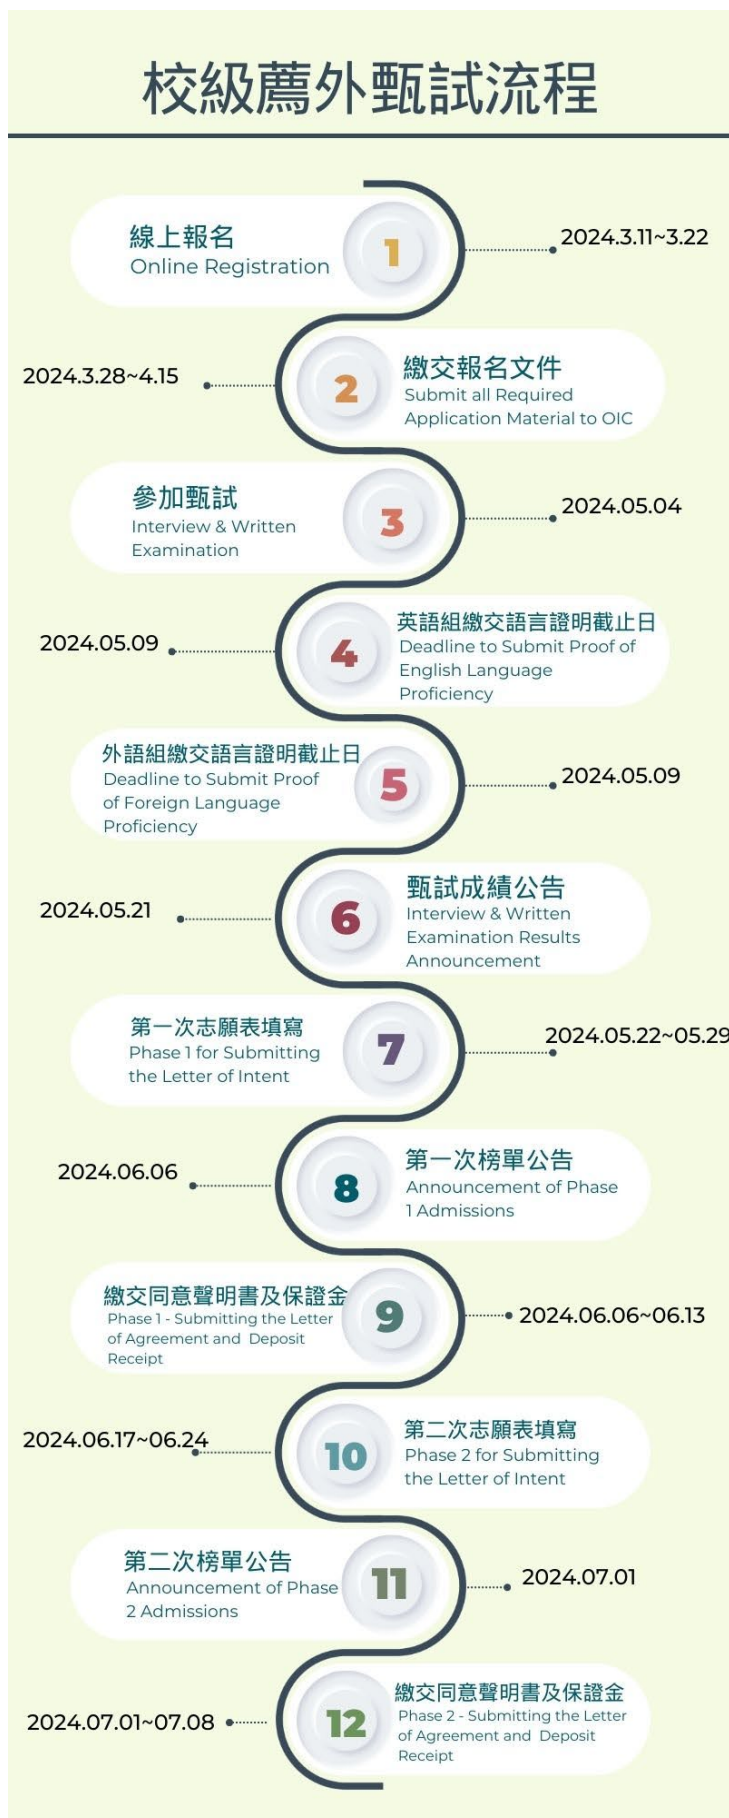 校級薦外甄試流程
線上報名
Online Registration
1
2024.3.11~3.22
2024.3.28~4.15
2
繳交報名文件
Submit all Required
Application Material to OIC
參加甄試
Interview & Written
Examination
3
2024.05.04
2024.05.09
4
英語組繳交語言證明截止日
Deadline to Submit Proof of
English Language
Proficiency
外語組繳交語言證明截止日
Deadline to Submit Proof
of Foreign Language
Proficiency
5
2024.05.09
2024.05.21
6
甄試成績公告
Interview & Written
Examination Results
Announcement
第一次志願表填寫
Phase 1 for Submitting
the Letter of Intent
7
2024.05.22~05.29
2024.06.06
8
第一次榜單公告
Announcement of Phase
1 Admissions
繳交同意聲明書及保證金
Phase 1 - Submitting the Letter
of Agreement and Deposit
Receipt
9
2024.06.06~06.13
2024.06.17~06.24
10
第二次志願表填寫
Phase 2 for Submitting
the Letter of Intent
第二次榜單公告
Announcement of Phase
2 Admissions
11
2024.07.01
2024.07.01~07.08
12
繳交同意聲明書及保證金
Phase 2 - Submitting the Letter
of Agreement and Deposit
Receipt